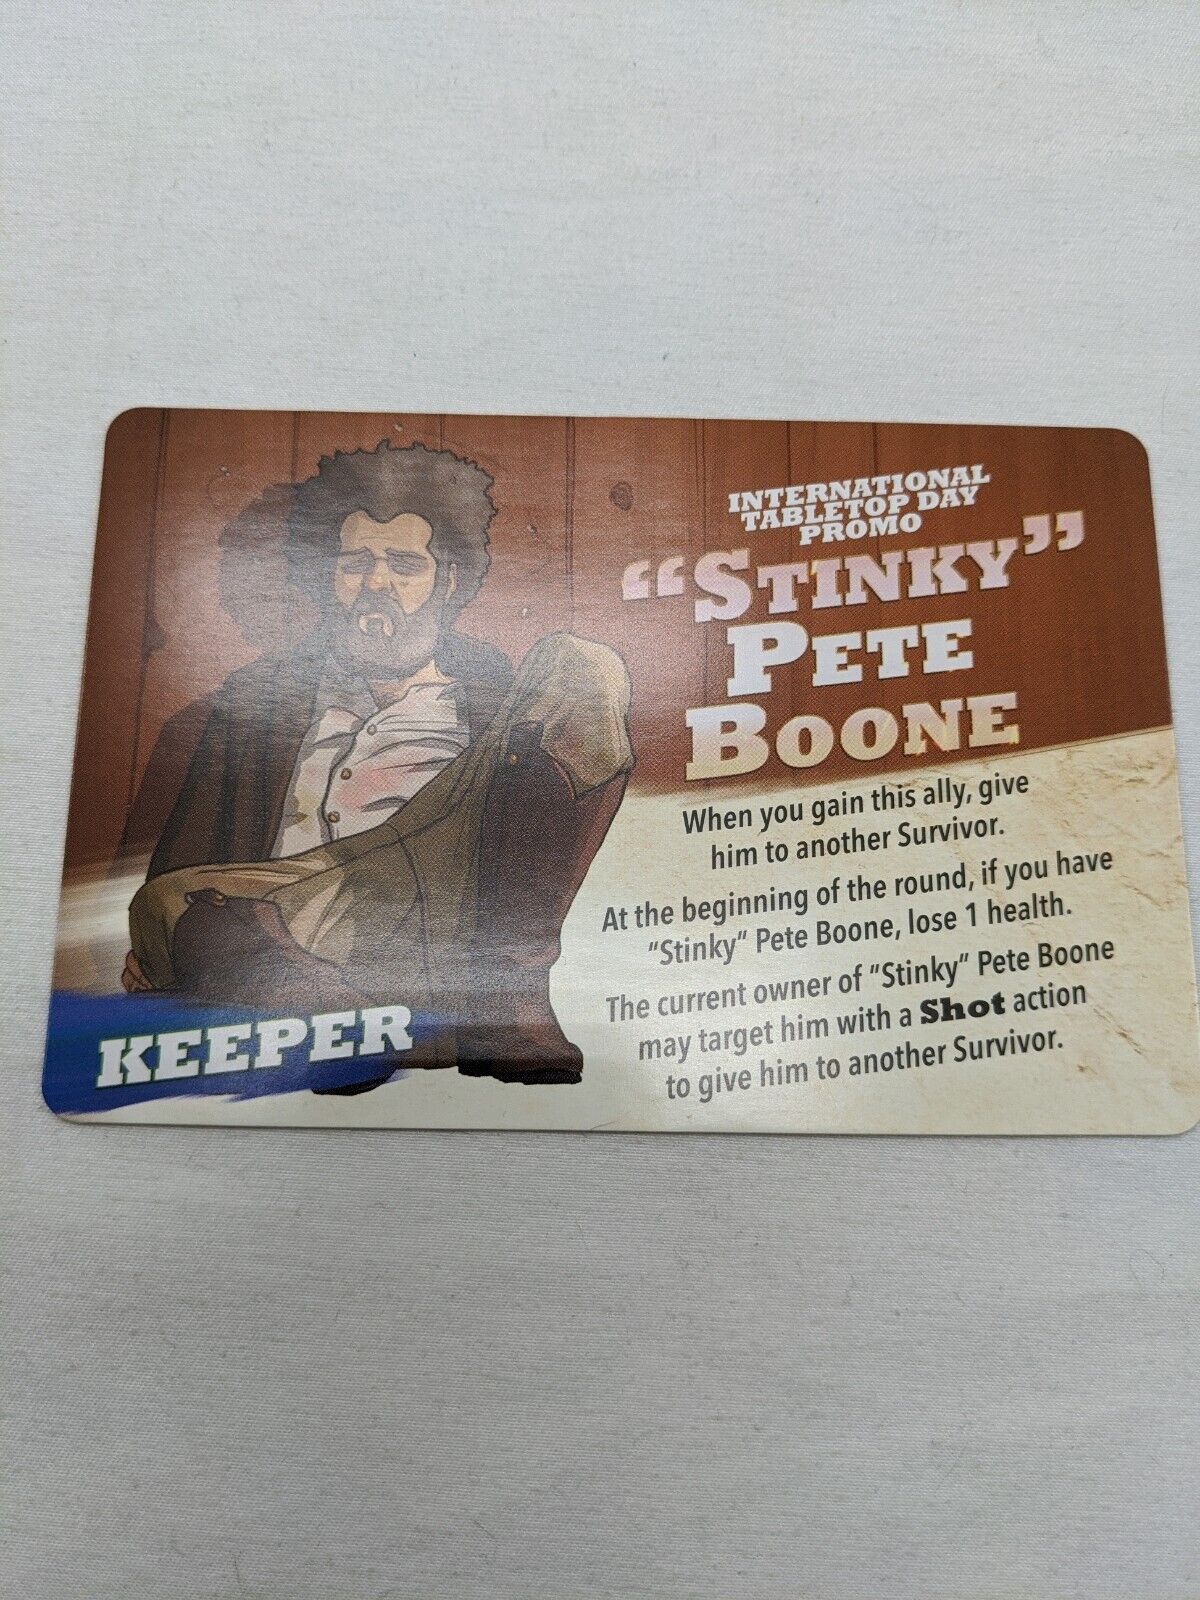 INTERNATIONAL
TABLETOP DAY
PROMO
“STINKY”
PETE
BOONE
When you gain this ally, give
him to another Survivor.
At the beginning of the round, if you have
"Stinky" Pete Boone, lose 1 health.
The current owner of "Stinky" Pete Boone
may target him with a Shot action
to give him to another Survivor.
KEEPER